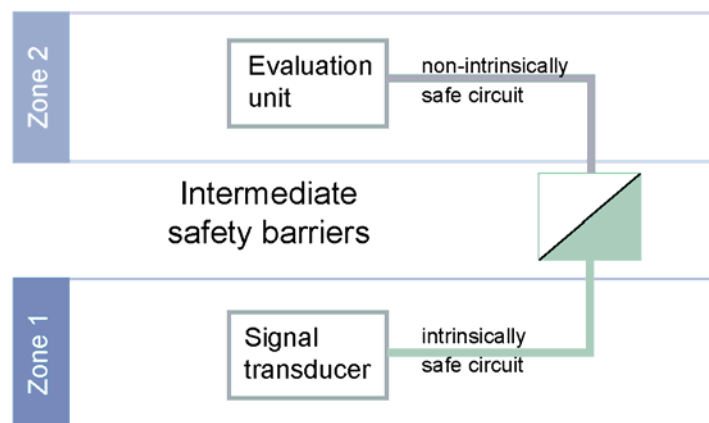 Zone 2
Evaluation
unit
non-intrinsically
safe circuit
Intermediate
safety barriers
Zone 1
Signal
transducer
intrinsically
safe circuit